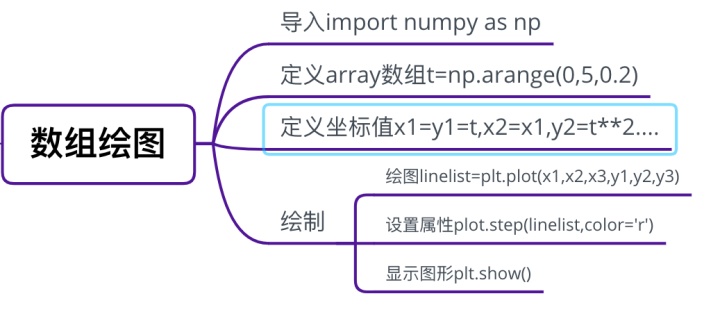 数组绘图
导入import numpy as np
定义array数组t=np.arange(0,5,0.2)
定义坐标值x1=y1=t,x2=x1,y2=t**2....
绘制
绘图linelist=plt.plot(x1,x2,x3,y1,y2,y3)
设置属性plot.step(linelist,color='r')
显示图形plt.show()